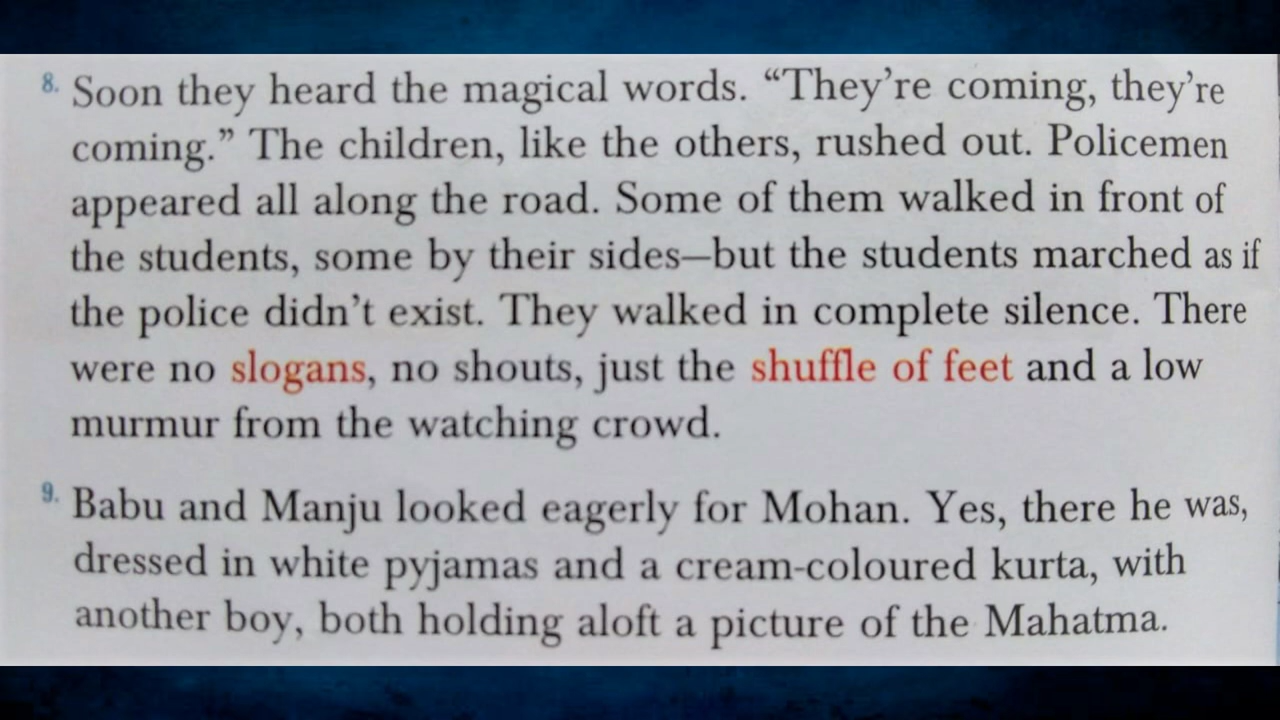 8. Soon they heard the magical words. “They’re coming, they’re
coming.” The children, like the others, rushed out. Policemen
appeared all along the road. Some of them walked in front of
the students, some by their sides—but the students marched as if
the police didn’t exist. They walked in complete silence. There
were no slogans, no shouts, just the shuffle of feet and a low
murmur from the watching crowd.
9. Babu and Manju looked eagerly for Mohan. Yes, there he was,
dressed in white pyjamas and a cream-coloured kurta, with
another boy, both holding aloft a picture of the Mahatma.